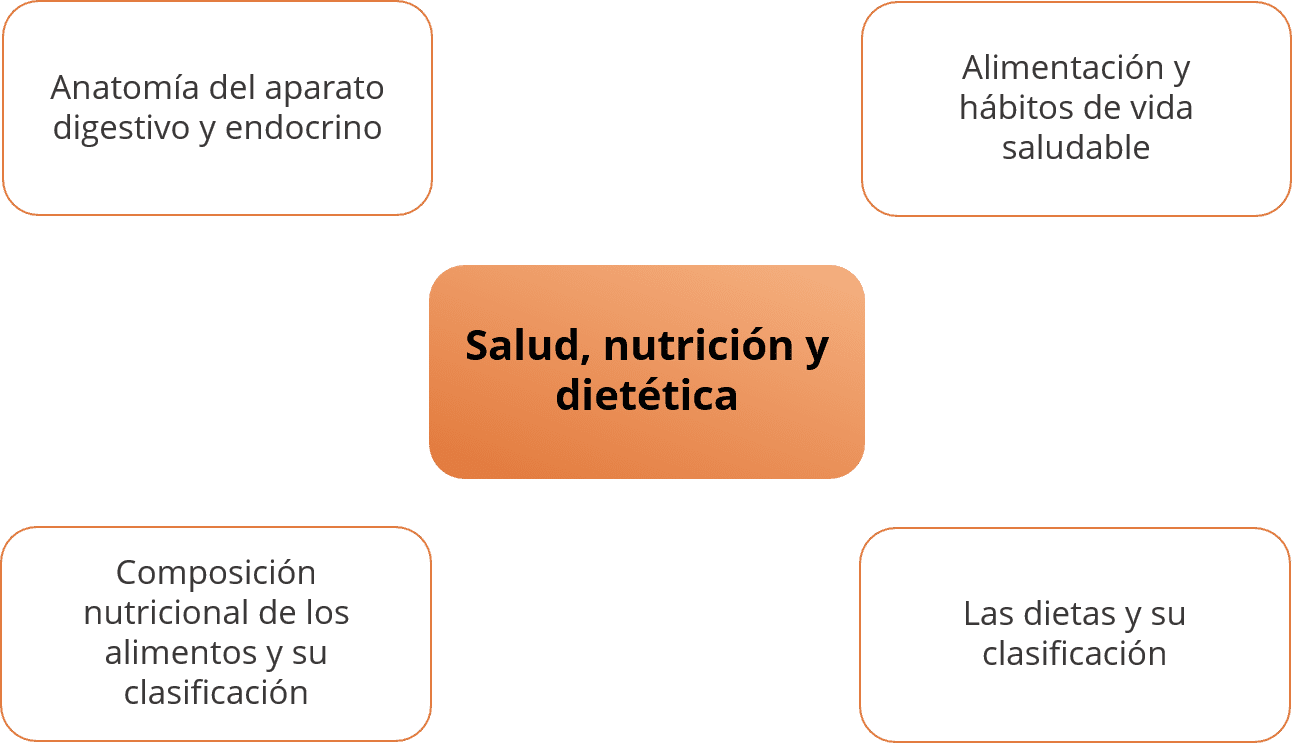 Anatomía del aparato
digestivo y endocrino
Alimentación y
hábitos de vida
saludable
Salud, nutrición y
dietética
Composición
nutricional de los
alimentos y su
clasificación
Las dietas y su
clasificación